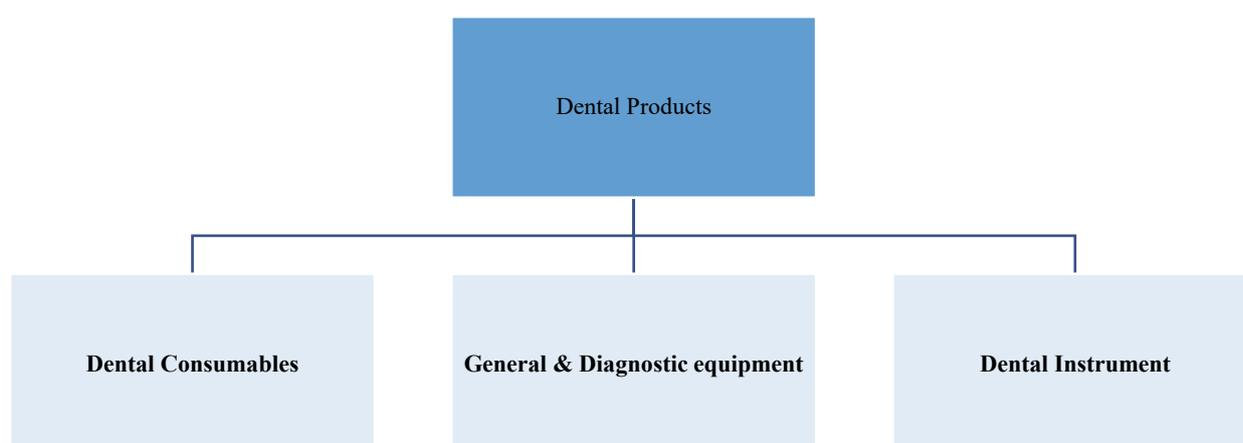 Dental Products
Dental Consumables
General & Diagnostic equipment
Dental Instrument